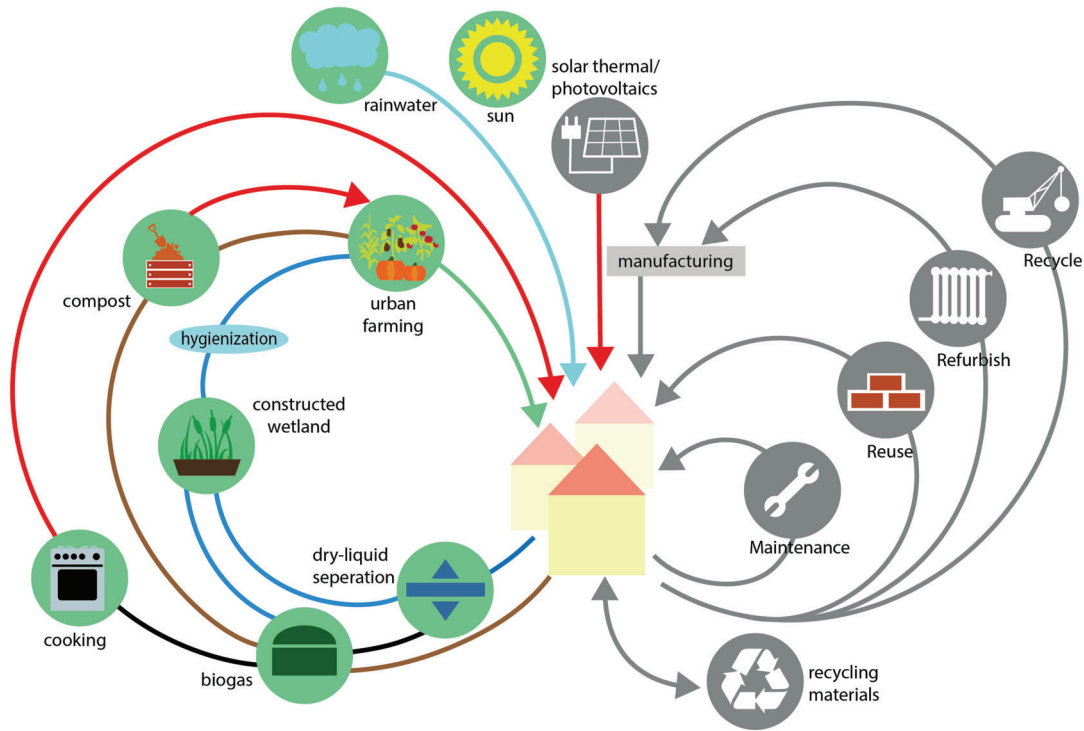 rainwater
sun
solar thermal/
photovoltaics
Recycle
manufacturing
compost
urban
farming
hygienization
Refurbish
constructed
wetland
Reuse
Maintenance
dry-liquid
seperation
cooking
biogas
recycling
materials